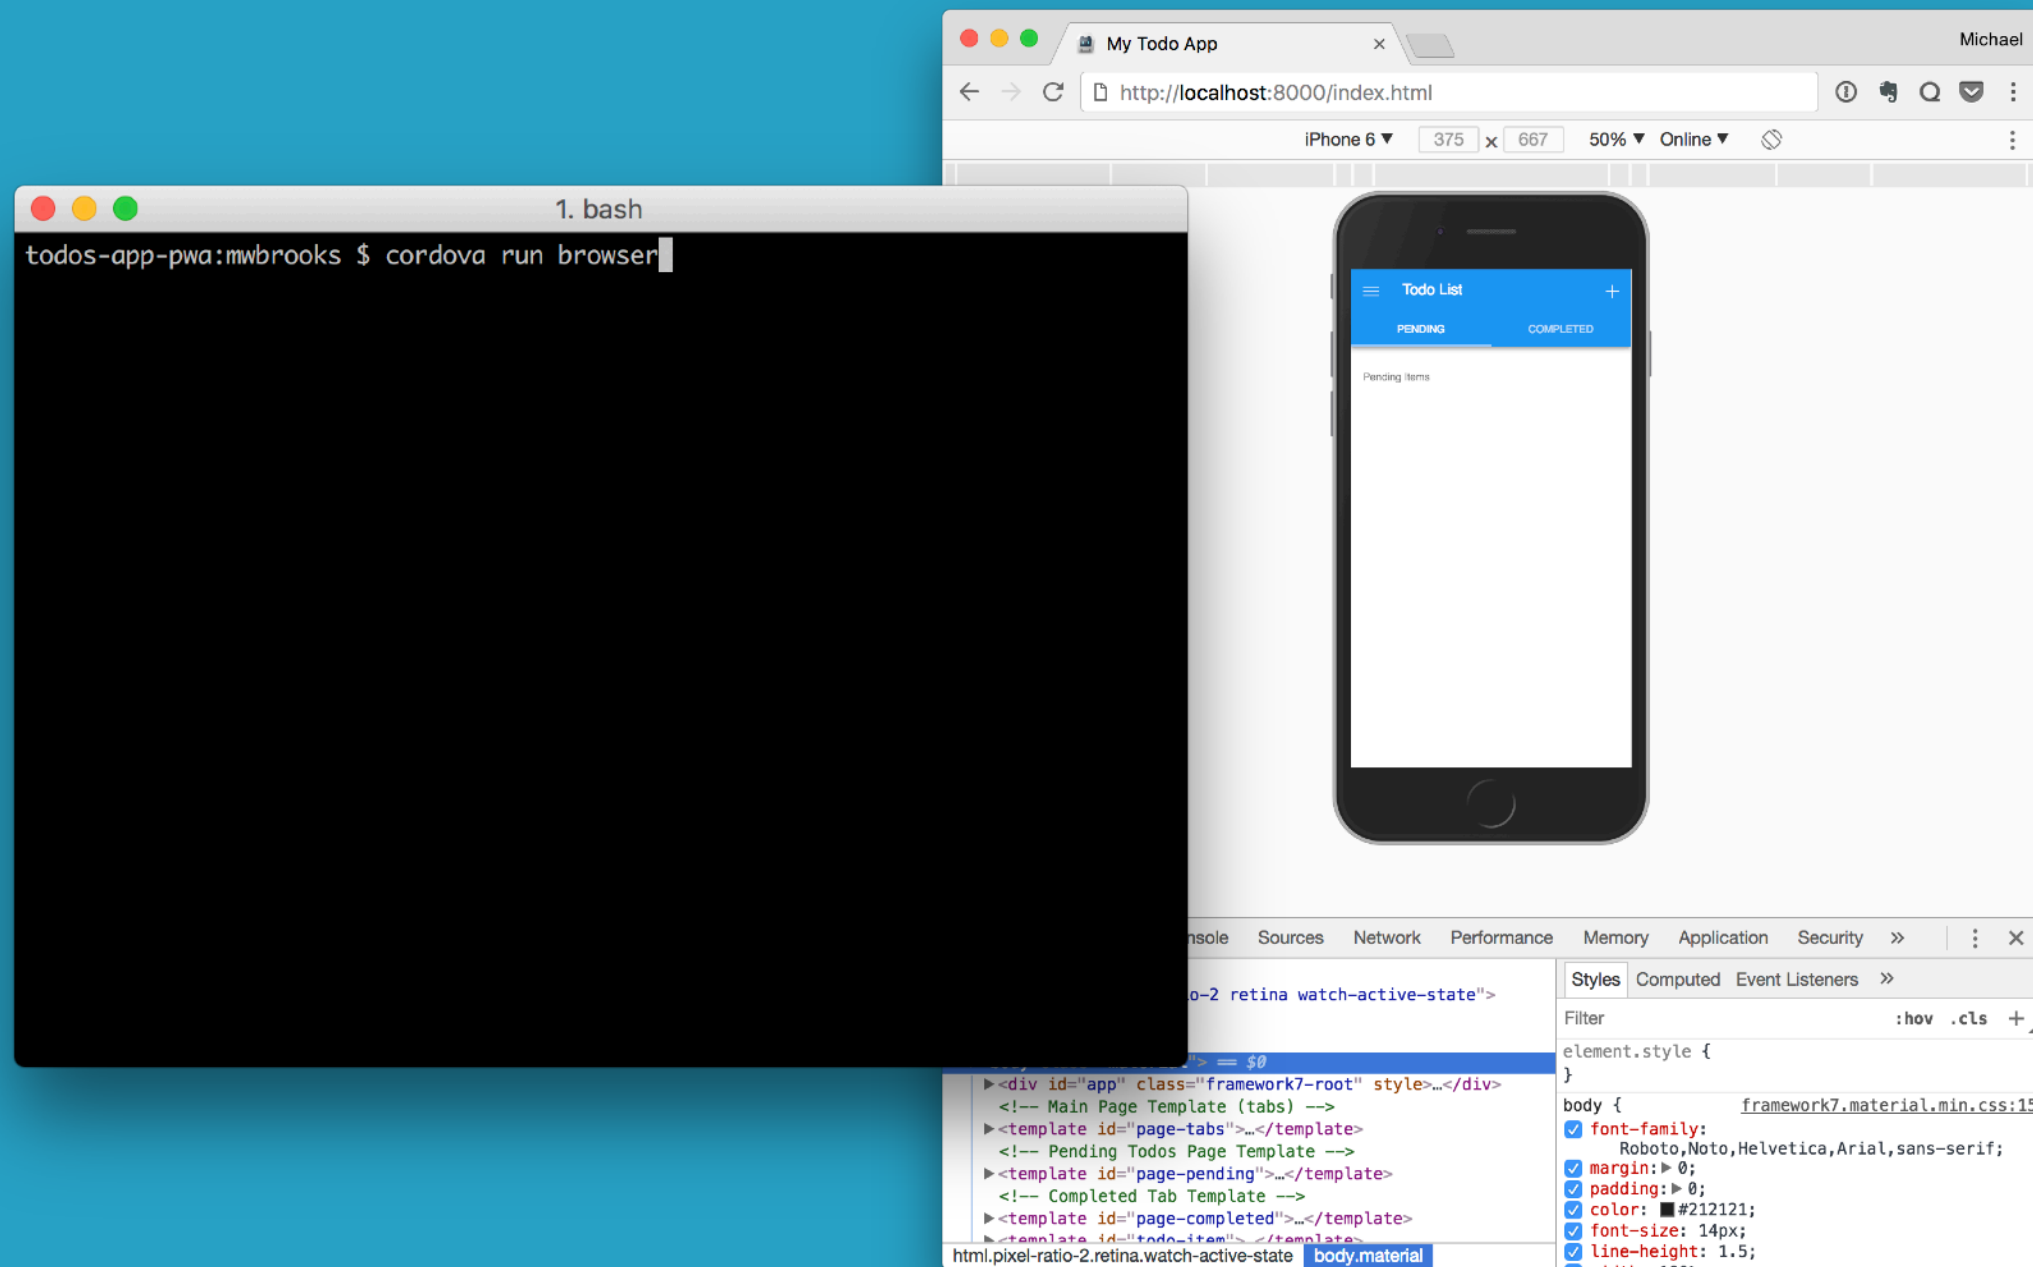 My Todo App
Michael
http://localhost:8000/index.html
iPhone 6 375 x 667 50% Online
1. bash
todos-app-pwa:mwbrooks $ cordova run browser
Todo List
PENDING COMPLETED
Pending Items
nsole Sources Network Performance Memory Application Security
o-2 retina watch-active-state">
"> == $0
<div id="app" class="framework7-root" style>…</div>
<!-- Main Page Template (tabs) -->
<template id="page-tabs">…</template>
<!-- Pending Todos Page Template -->
<template id="page-pending">…</template>
<!-- Completed Tab Template -->
<template id="page-completed">…</template>
<template id="todo-item">…</template>
html.pixel-ratio-2.retina.watch-active-state body.material
Styles Computed Event Listeners
Filter :hov .cls +
element.style {
}
body { framework7.material.min.css:15
font-family:
Roboto,Noto,Helvetica,Arial,sans-serif;
margin: 0;
padding: 0;
color: #212121;
font-size: 14px;
line-height: 1.5;